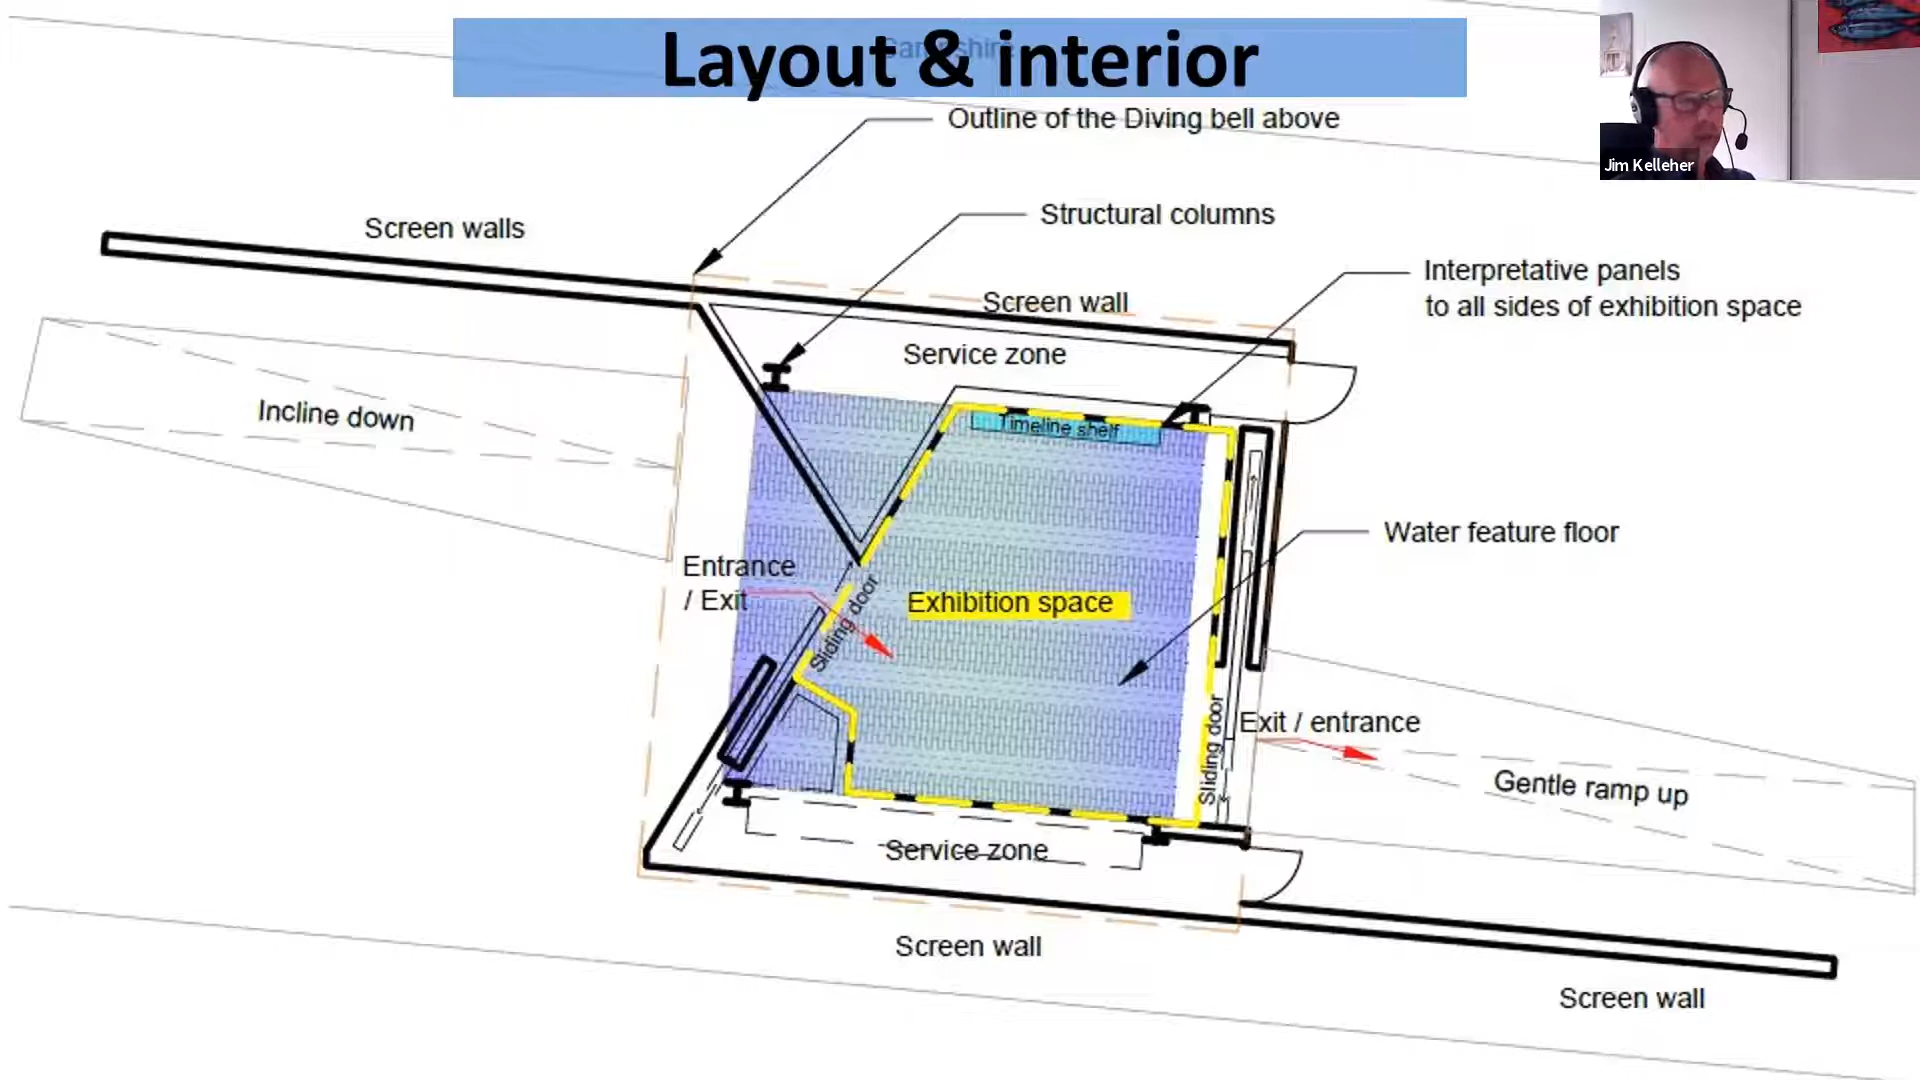 Layout & interior
Campshire
Jim Kelleher
Outline of the Diving bell above
Structural columns
Screen walls
Interpretative panels
to all sides of exhibition space
Screen wall
Service zone
Incline down
Timeline shelf
Water feature floor
Entrance
/ Exit
Sliding door
Exhibition space
Exit / entrance
Sliding door
Gentle ramp up
Service zone
Screen wall
Screen wall